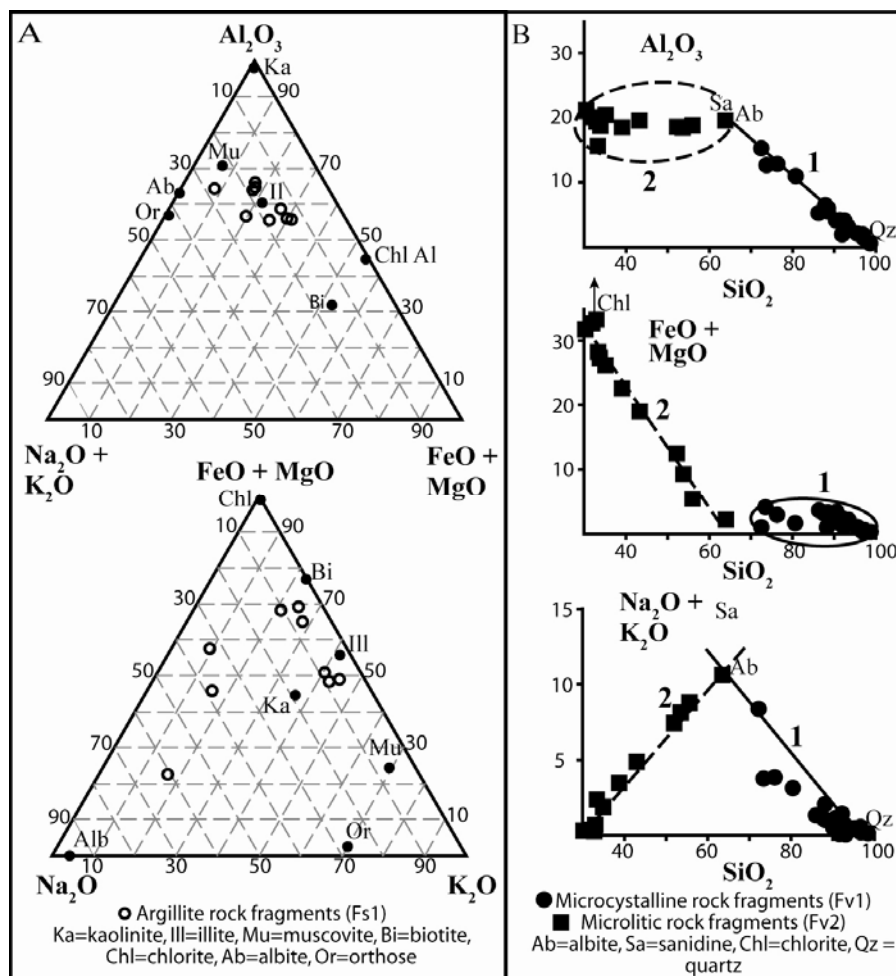 A
Al₂O₃
Ka
10
90
Mu
30
70
Ab
Il
Or
50
50
Chl Al
70
Bi
30
90
10
10
30
50
70
90
Na₂O +
K₂O
FeO +
MgO
FeO + MgO
Chl
10
90
Bi
30
70
Ill
50
50
Ka
70
Mu
30
90
10
Alb
Or
10
30
50
70
90
Na₂O
K₂O
Argillite rock fragments (Fs1)
Ka=kaolinite, Ill=illite, Mu=muscovite, Bi=biotite,
Chl=chlorite, Ab=albite, Or=orthose
B
30
Al₂O₃
20
Sa
Ab
1
10
2
Qz
40
60
80
100
SiO₂
Chl
30
FeO +
MgO
20
2
10
1
40
60
80
100
SiO₂
15
Na₂O +
K₂O
Sa
10
Ab
2
1
5
Qz
40
60
80
100
SiO₂
Microcystalline rock fragments (Fv1)
Microlitic rock fragments (Fv2)
Ab=albite, Sa=sanidine, Chl=chlorite, Qz =
quartz